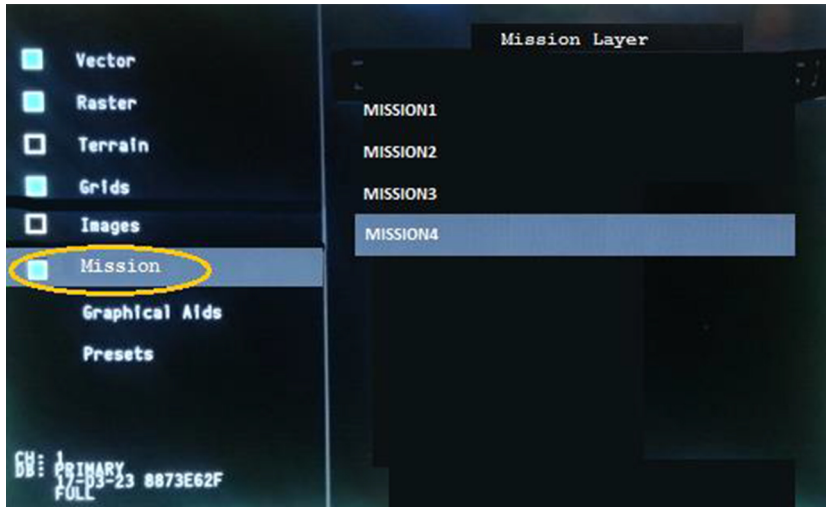 Mission Layer
Vector
Raster
Terrain
Grids
Images
Mission
Graphical Aids
Presets
MISSION1
MISSION2
MISSION3
MISSION4
CH: 1
DB: PRIMARY
17-03-23 8873E62F
FULL